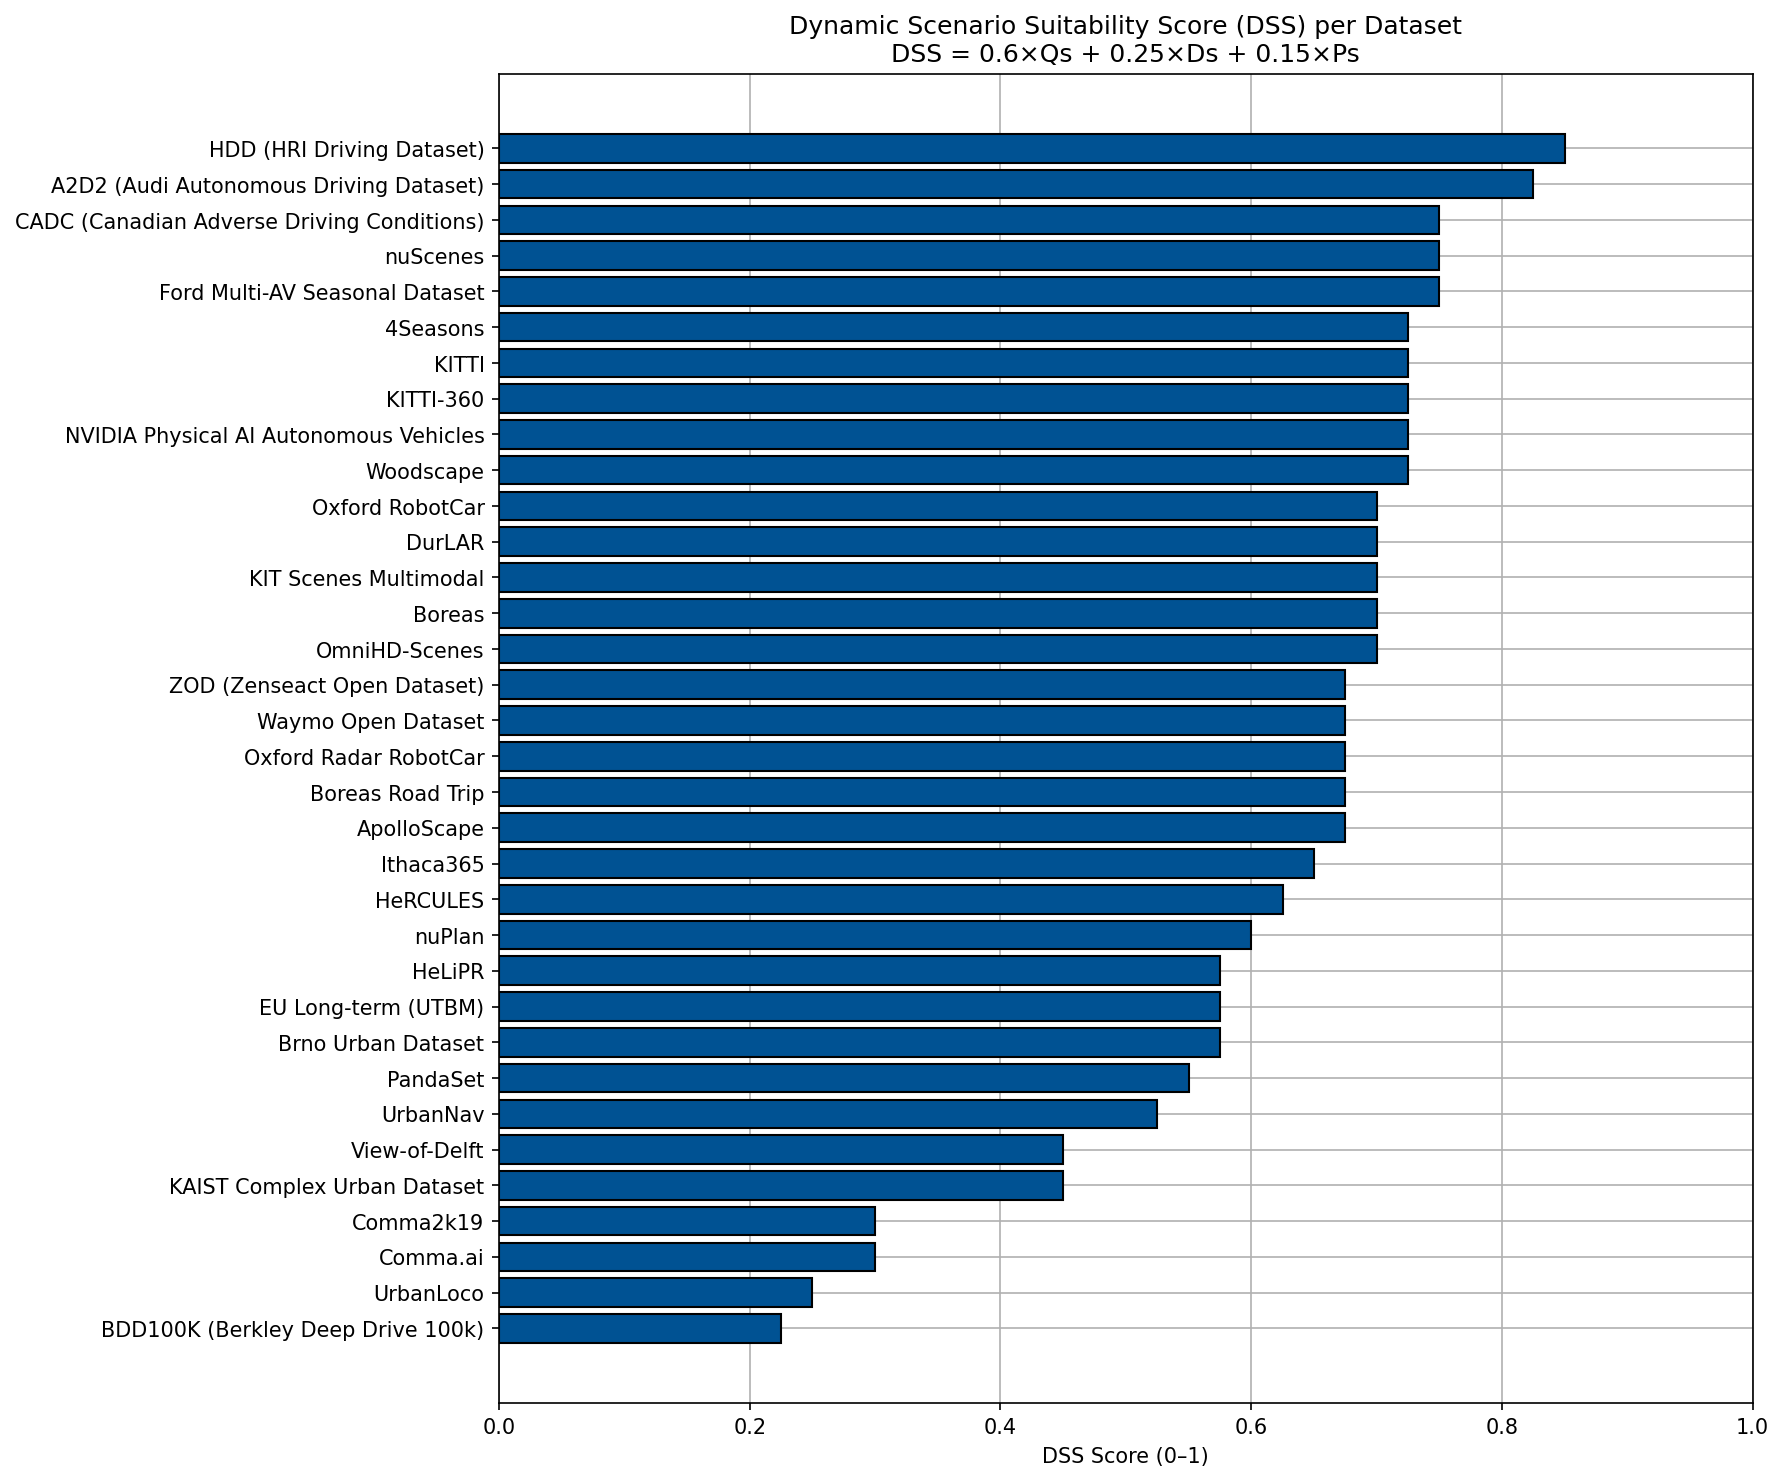 Dynamic Scenario Suitability Score (DSS) per Dataset
DSS = 0.6×Qs + 0.25×Ds + 0.15×Ps
HDD (HRI Driving Dataset)
A2D2 (Audi Autonomous Driving Dataset)
CADC (Canadian Adverse Driving Conditions)
nuScenes
Ford Multi-AV Seasonal Dataset
4Seasons
KITTI
KITTI-360
NVIDIA Physical AI Autonomous Vehicles
Woodscape
Oxford RobotCar
DurLAR
KIT Scenes Multimodal
Boreas
OmniHD-Scenes
ZOD (Zenseact Open Dataset)
Waymo Open Dataset
Oxford Radar RobotCar
Boreas Road Trip
ApolloScape
Ithaca365
HeRCULES
nuPlan
HeLiPR
EU Long-term (UTBM)
Brno Urban Dataset
PandaSet
UrbanNav
View-of-Delft
KAIST Complex Urban Dataset
Comma2k19
Comma.ai
UrbanLoco
BDD100K (Berkley Deep Drive 100k)
0.0 0.2 0.4 0.6 0.8 1.0
DSS Score (0–1)